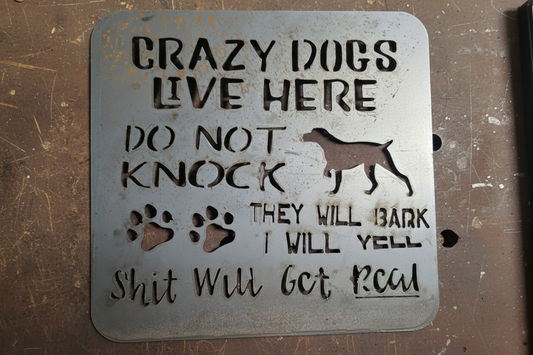 CRAZY DOGS
LIVE HERE
DO NOT
KNOCK
THEY WILL BARK
I WILL YELL
Shit Will Get Real